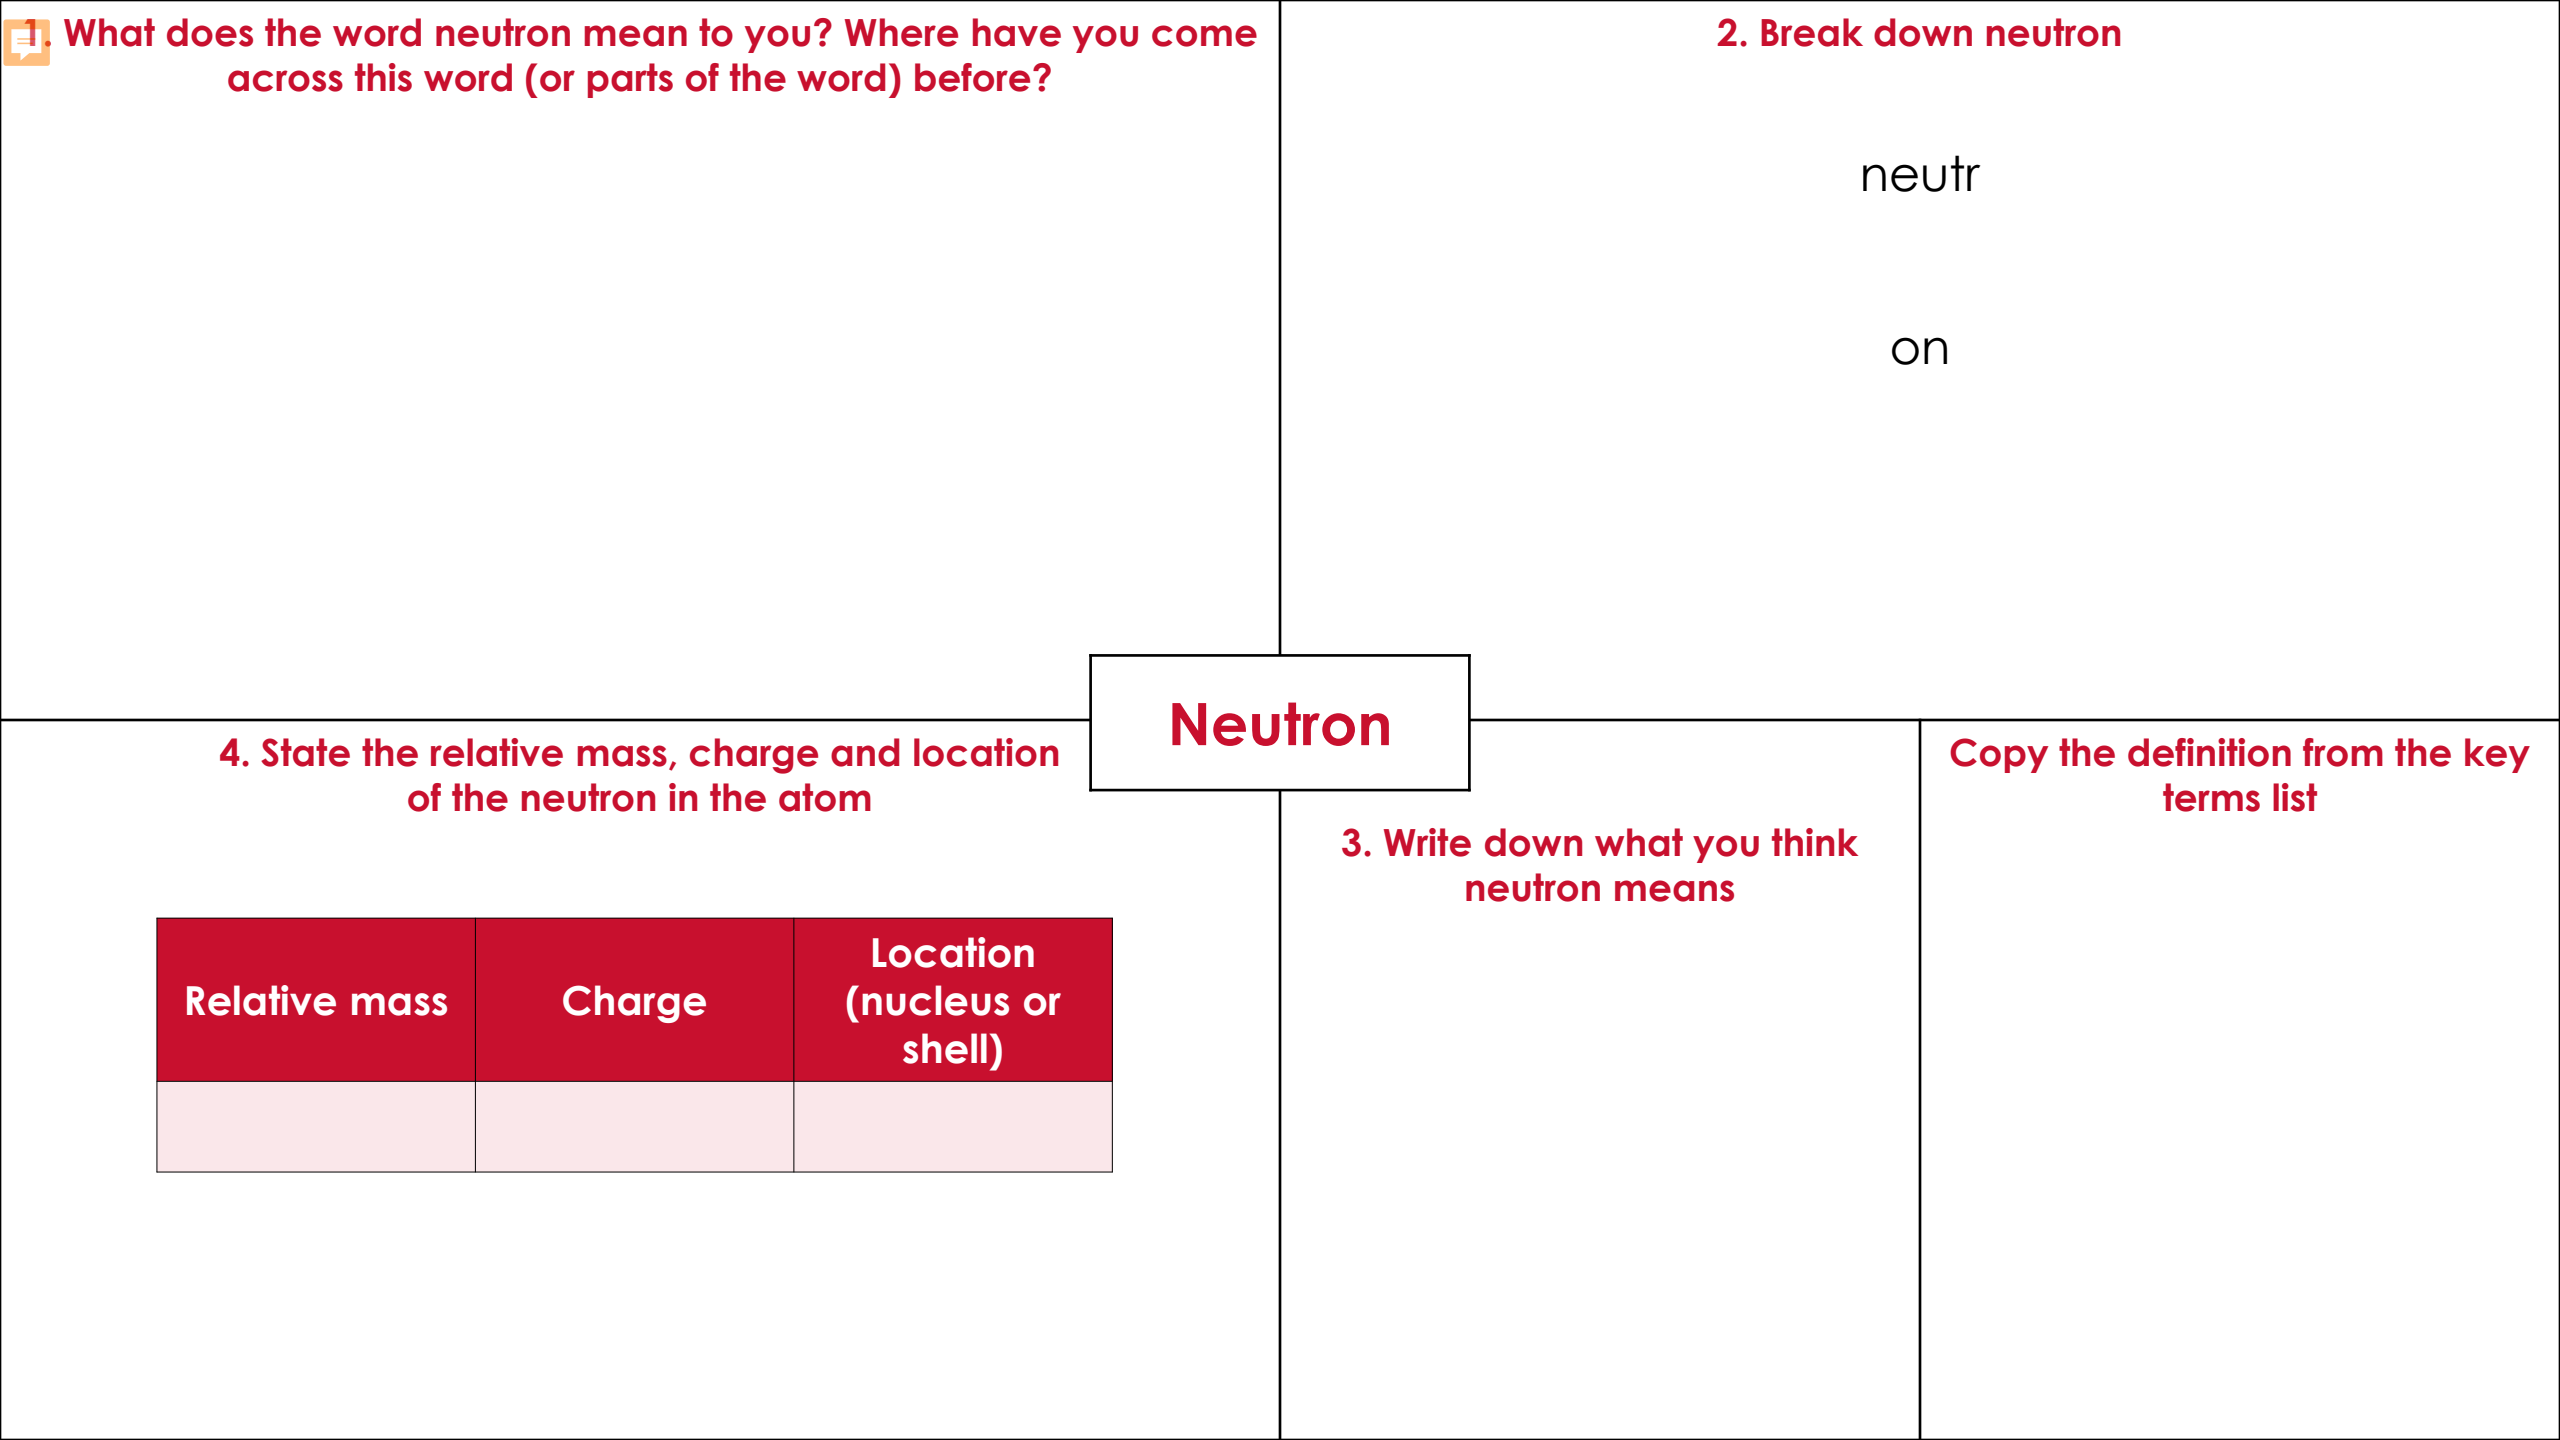 1. What does the word neutron mean to you? Where have you come
across this word (or parts of the word) before?
2. Break down neutron
neutr
on
Neutron
4. State the relative mass, charge and location
of the neutron in the atom
Relative mass
Charge
Location
(nucleus or
shell)
3. Write down what you think
neutron means
Copy the definition from the key
terms list